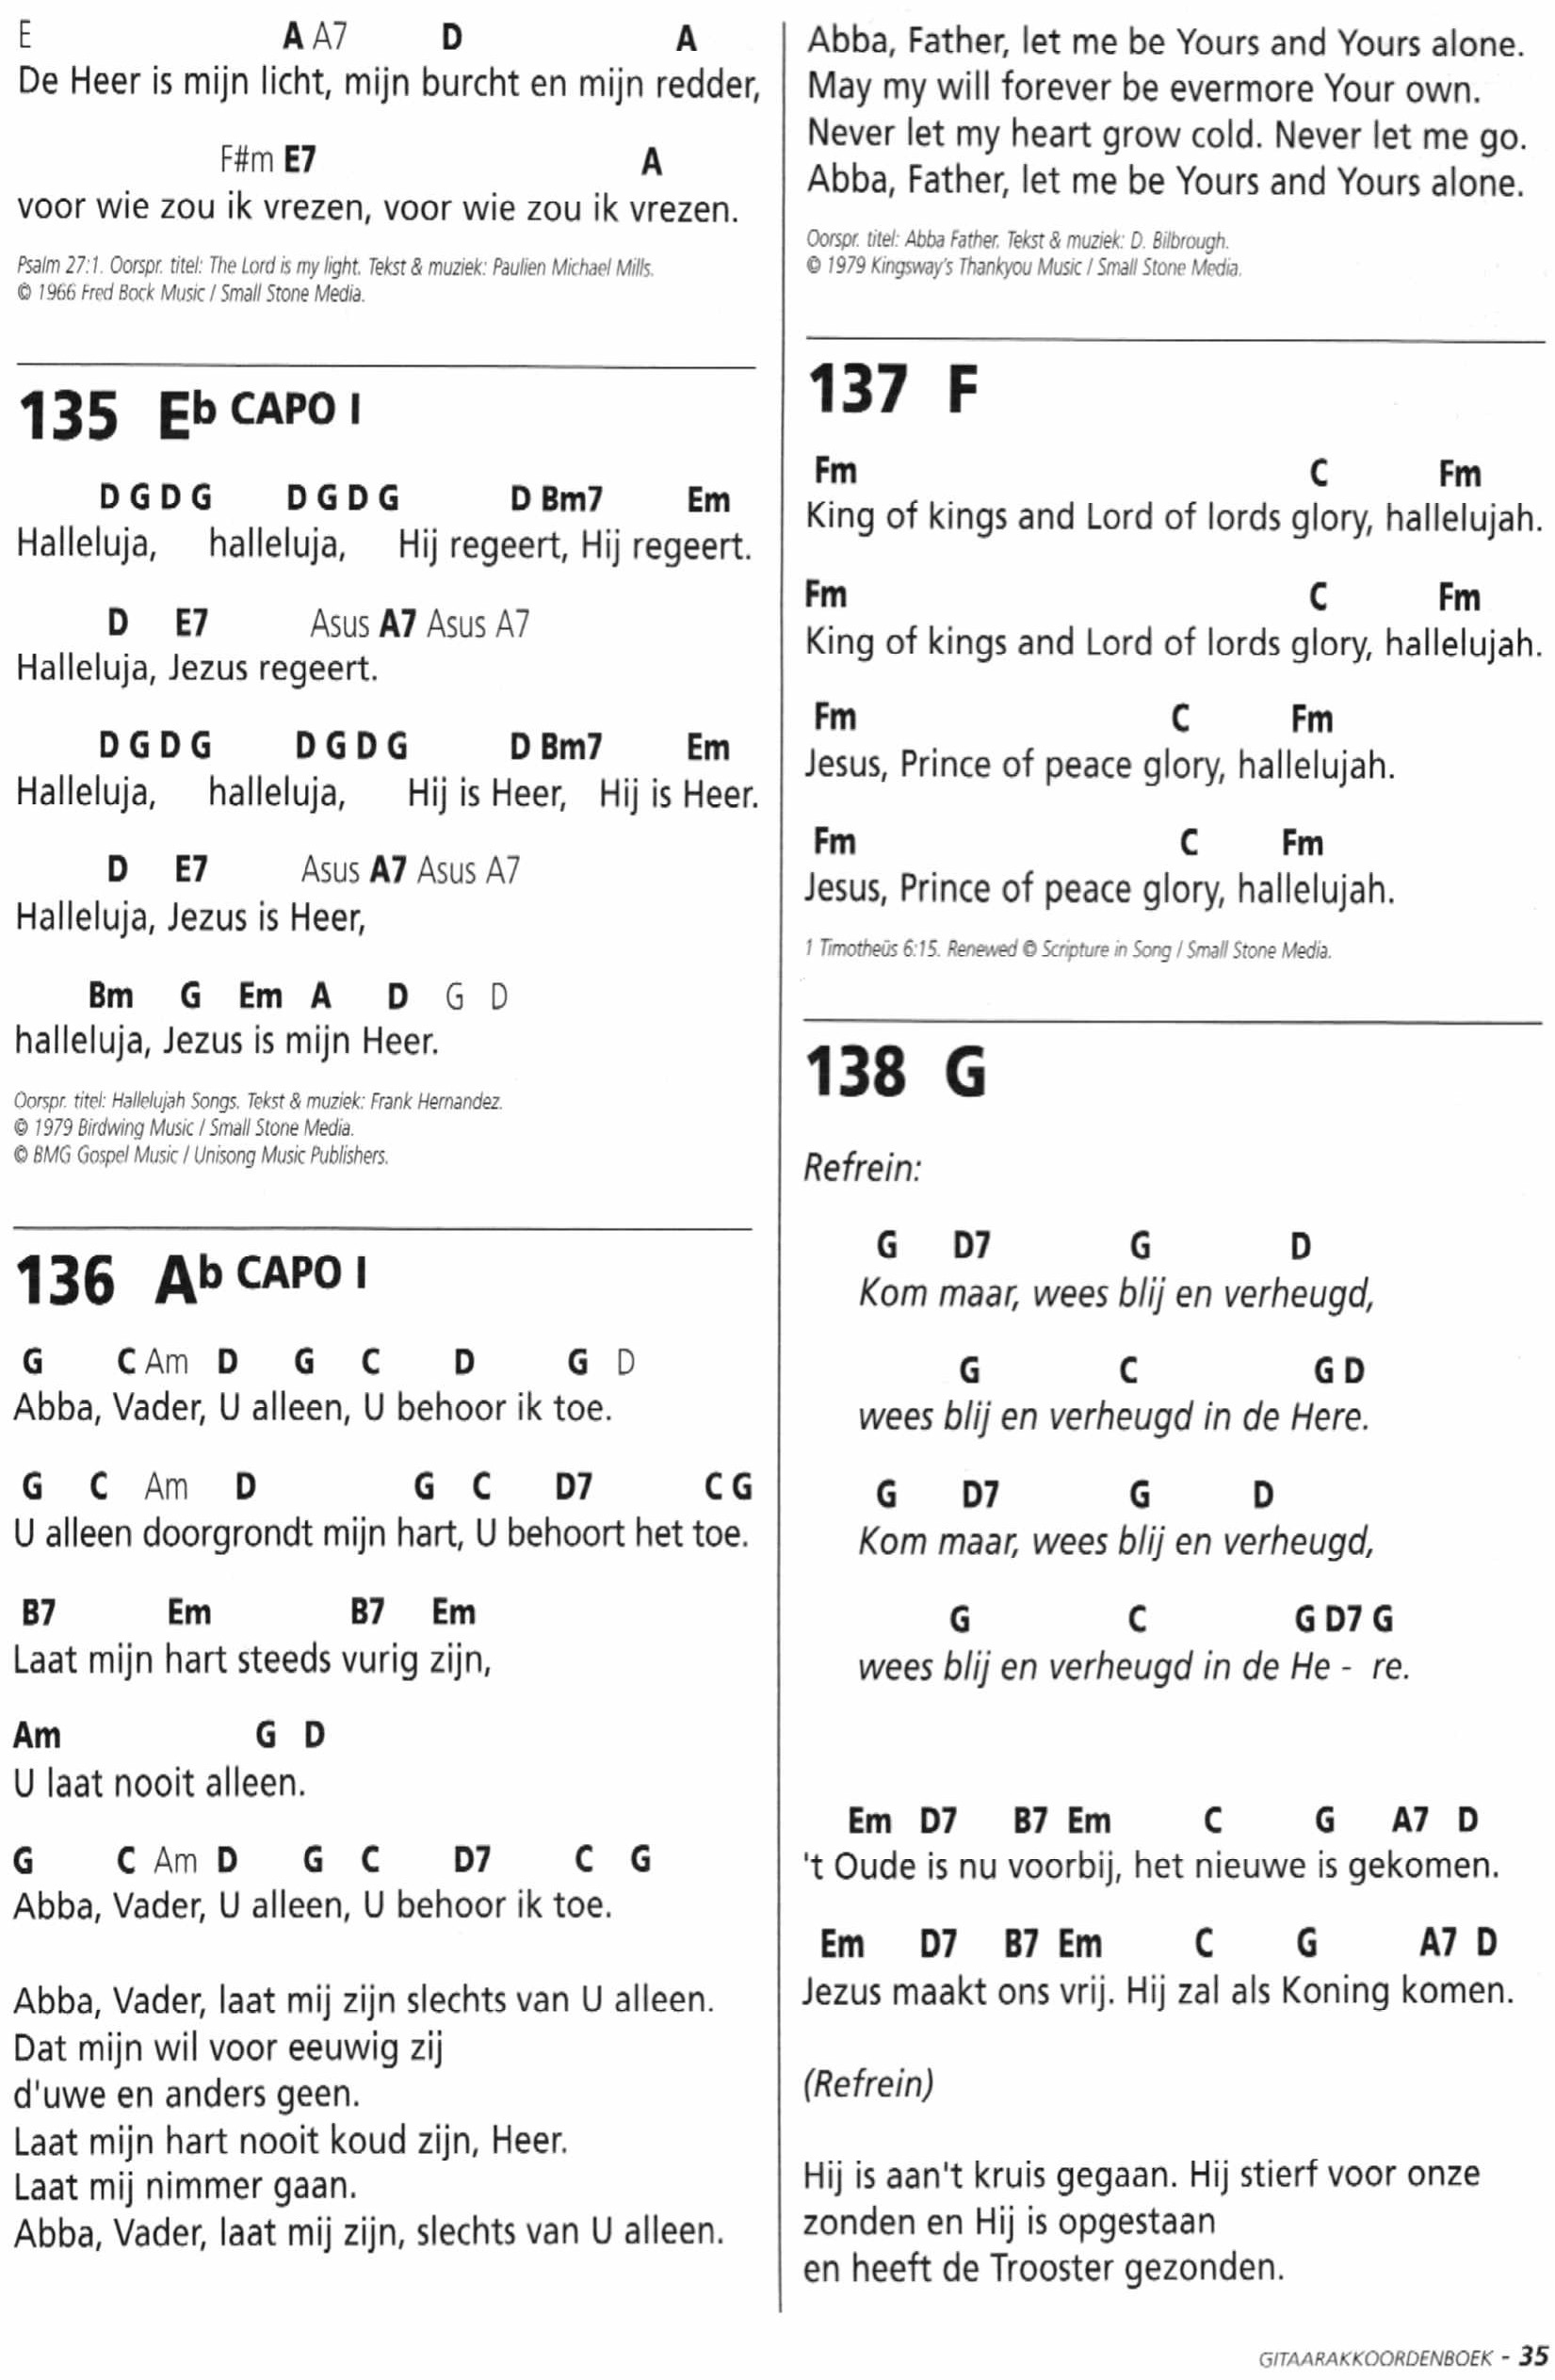 E A A7 D A
De Heer is mijn licht, mijn burcht en mijn redder,
F#m E7 A
voor wie zou ik vrezen, voor wie zou ik vrezen.
Psalm 27:1. Oorspr. titel: The Lord is my light. Tekst & muziek: Paulien Michael Mills.
© 1966 Fred Bock Music / Small Stone Media.
135 Eb CAPO I
D G D G D G D G D Bm7 Em
Halleluja, halleluja, Hij regeert, Hij regeert.
D E7 Asus A7 Asus A7
Halleluja, Jezus regeert.
D G D G D G D G D Bm7 Em
Halleluja, halleluja, Hij is Heer, Hij is Heer.
D E7 Asus A7 Asus A7
Halleluja, Jezus is Heer,
Bm G Em A D G D
halleluja, Jezus is mijn Heer.
Oorspr. titel: Hallelujah Songs. Tekst & muziek: Frank Hernandez.
© 1979 Birdwing Music / Small Stone Media.
© BMG Gospel Music / Unisong Music Publishers.
136 Ab CAPO I
G C Am D G C D G D
Abba, Vader, U alleen, U behoor ik toe.
G C Am D G C D7 C G
U alleen doorgrondt mijn hart, U behoort het toe.
B7 Em B7 Em
Laat mijn hart steeds vurig zijn,
Am G D
U laat nooit alleen.
G C Am D G C D7 C G
Abba, Vader, U alleen, U behoor ik toe.
Abba, Vader, laat mij zijn slechts van U alleen.
Dat mijn wil voor eeuwig zij
d'uwe en anders geen.
Laat mijn hart nooit koud zijn, Heer.
Laat mij nimmer gaan.
Abba, Vader, laat mij zijn, slechts van U alleen.
Abba, Father, let me be Yours and Yours alone.
May my will forever be evermore Your own.
Never let my heart grow cold. Never let me go.
Abba, Father, let me be Yours and Yours alone.
Oorspr. titel: Abba Father. Tekst & muziek: D. Bilbrough.
© 1979 Kingsway's Thankyou Music / Small Stone Media.
137 F
Fm C Fm
King of kings and Lord of lords glory, hallelujah.
Fm C Fm
King of kings and Lord of lords glory, hallelujah.
Fm C Fm
Jesus, Prince of peace glory, hallelujah.
Fm C Fm
Jesus, Prince of peace glory, hallelujah.
1 Timotheüs 6:15. Renewed © Scripture in Song / Small Stone Media.
138 G
Refrein:
G D7 G D
Kom maar, wees blij en verheugd,
G C G D
wees blij en verheugd in de Here.
G D7 G D
Kom maar, wees blij en verheugd,
G C G D7 G
wees blij en verheugd in de He - re.
Em D7 B7 Em C G A7 D
't Oude is nu voorbij, het nieuwe is gekomen.
Em D7 B7 Em C G A7 D
Jezus maakt ons vrij. Hij zal als Koning komen.
(Refrein)
Hij is aan't kruis gegaan. Hij stierf voor onze
zonden en Hij is opgestaan
en heeft de Trooster gezonden.
GITAARAKKOORDENBOEK - 35